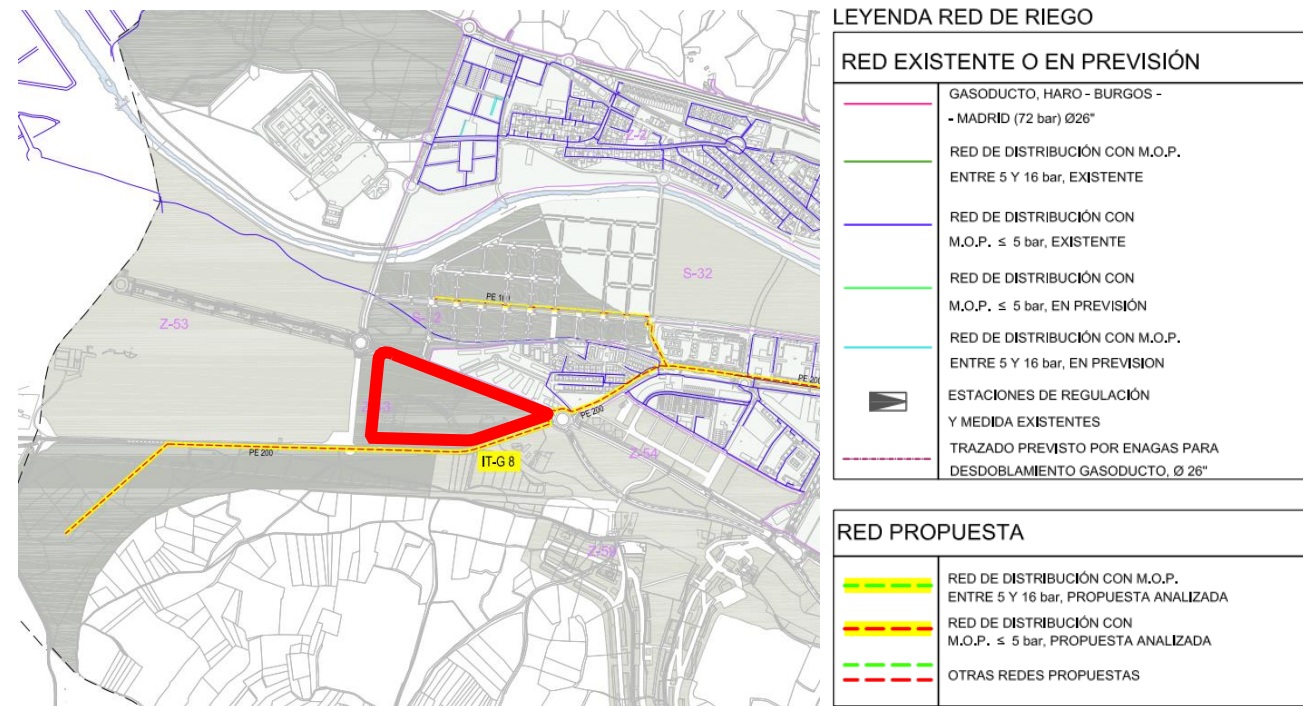 LEYENDA RED DE RIEGO
RED EXISTENTE O EN PREVISIÓN
GASODUCTO, HARO - BURGOS -
- MADRID (72 bar) Ø26"
RED DE DISTRIBUCIÓN CON M.O.P.
ENTRE 5 Y 16 bar, EXISTENTE
RED DE DISTRIBUCIÓN CON
M.O.P. ≤ 5 bar, EXISTENTE
RED DE DISTRIBUCIÓN CON
M.O.P. ≤ 5 bar, EN PREVISIÓN
RED DE DISTRIBUCIÓN CON M.O.P.
ENTRE 5 Y 16 bar, EN PREVISION
ESTACIONES DE REGULACIÓN
Y MEDIDA EXISTENTES
TRAZADO PREVISTO POR ENAGAS PARA
DESDOBLAMIENTO GASODUCTO, Ø 26"
RED PROPUESTA
RED DE DISTRIBUCIÓN CON M.O.P.
ENTRE 5 Y 16 bar, PROPUESTA ANALIZADA
RED DE DISTRIBUCIÓN CON
M.O.P. ≤ 5 bar, PROPUESTA ANALIZADA
OTRAS REDES PROPUESTAS
Z-2
S-32
PE
Z-53
PE 200
PE 200
Z-54
PE 200
IT-G 8
Z-59